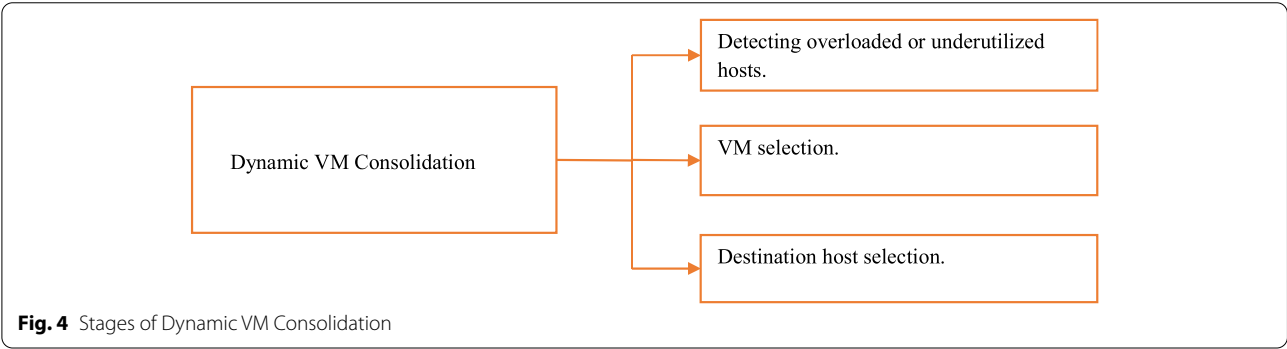 Detecting overloaded or underutilized
hosts.
Dynamic VM Consolidation
VM selection.
Destination host selection.
Fig. 4 Stages of Dynamic VM Consolidation